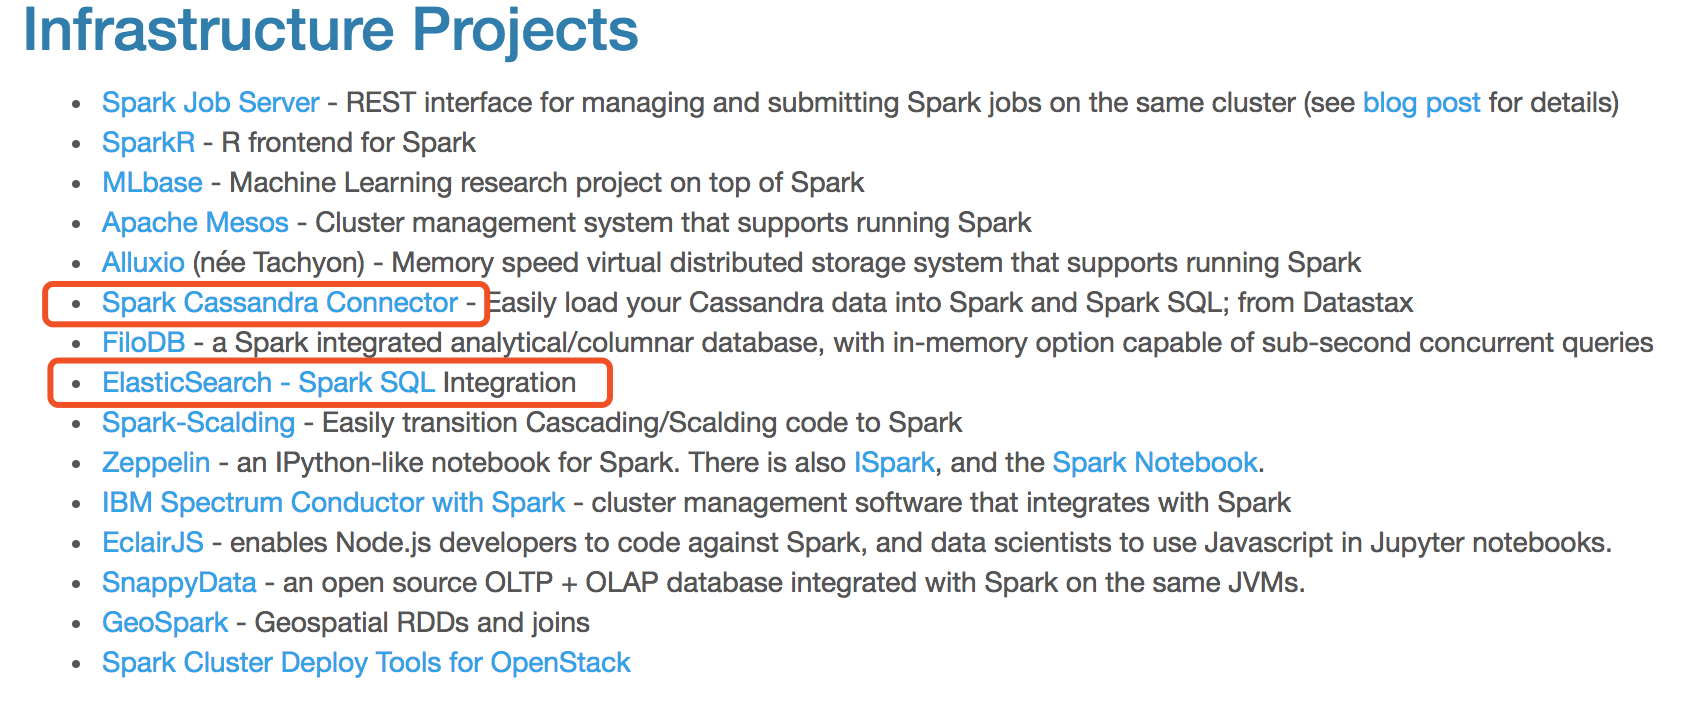 Infrastructure Projects
• Spark Job Server - REST interface for managing and submitting Spark jobs on the same cluster (see blog post for details)
• SparkR - R frontend for Spark
• MLbase - Machine Learning research project on top of Spark
• Apache Mesos - Cluster management system that supports running Spark
• Alluxio (née Tachyon) - Memory speed virtual distributed storage system that supports running Spark
• Spark Cassandra Connector - Easily load your Cassandra data into Spark and Spark SQL; from Datastax
• FiloDB - a Spark integrated analytical/columnar database, with in-memory option capable of sub-second concurrent queries
• ElasticSearch - Spark SQL Integration
• Spark-Scalding - Easily transition Cascading/Scalding code to Spark
• Zeppelin - an IPython-like notebook for Spark. There is also ISpark, and the Spark Notebook.
• IBM Spectrum Conductor with Spark - cluster management software that integrates with Spark
• EclairJS - enables Node.js developers to code against Spark, and data scientists to use Javascript in Jupyter notebooks.
• SnappyData - an open source OLTP + OLAP database integrated with Spark on the same JVMs.
• GeoSpark - Geospatial RDDs and joins
• Spark Cluster Deploy Tools for OpenStack